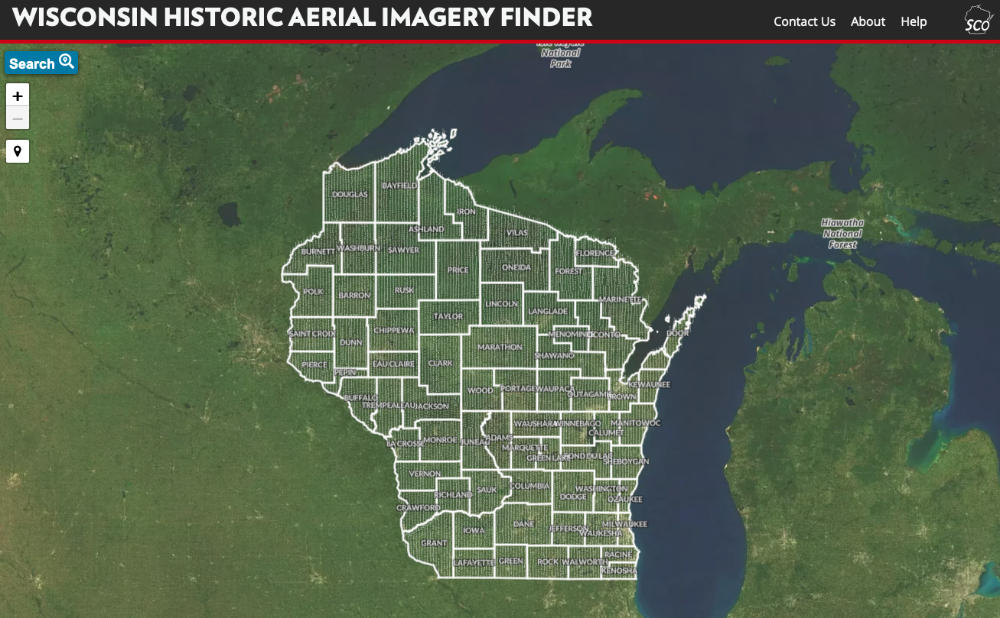 WISCONSIN HISTORIC AERIAL IMAGERY FINDER
Contact Us About Help
SCO
Search
National
Park
+
−
Hiawatha
National
Forest
BAYFIELD
DOUGLAS
IRON
ASHLAND
VILAS
BURNETT
WASHBURN
SAWYER
FLORENCE
PRICE
ONEIDA
FOREST
POLK
BARRON
RUSK
MARINETTE
LINCOLN
LANGLADE
TAYLOR
SAINT CROIX
DUNN
CHIPPEWA
OCONTO
DOOR
MARATHON
SHAWANO
PIERCE
EAU CLAIRE
CLARK
PEPIN
WOOD
PORTAGE
WAUPACA
KEWAUNEE
OUTAGAMIE
BROWN
BUFFALO
TREMPEALEAU
JACKSON
WAUSHARA
WINNEBAGO
MANITOWOC
CALUMET
LA CROSSE
MONROE
JUNEAU
ADAMS
MARQUETTE
GREEN LAKE
FOND DU LAC
SHEBOYGAN
VERNON
RICHLAND
SAUK
COLUMBIA
WASHINGTON
DODGE
OZAUKEE
CRAWFORD
GRANT
IOWA
DANE
JEFFERSON
MILWAUKEE
WAUKESHA
LAFAYETTE
GREEN
ROCK
WALWORTH
RACINE
KENOSHA